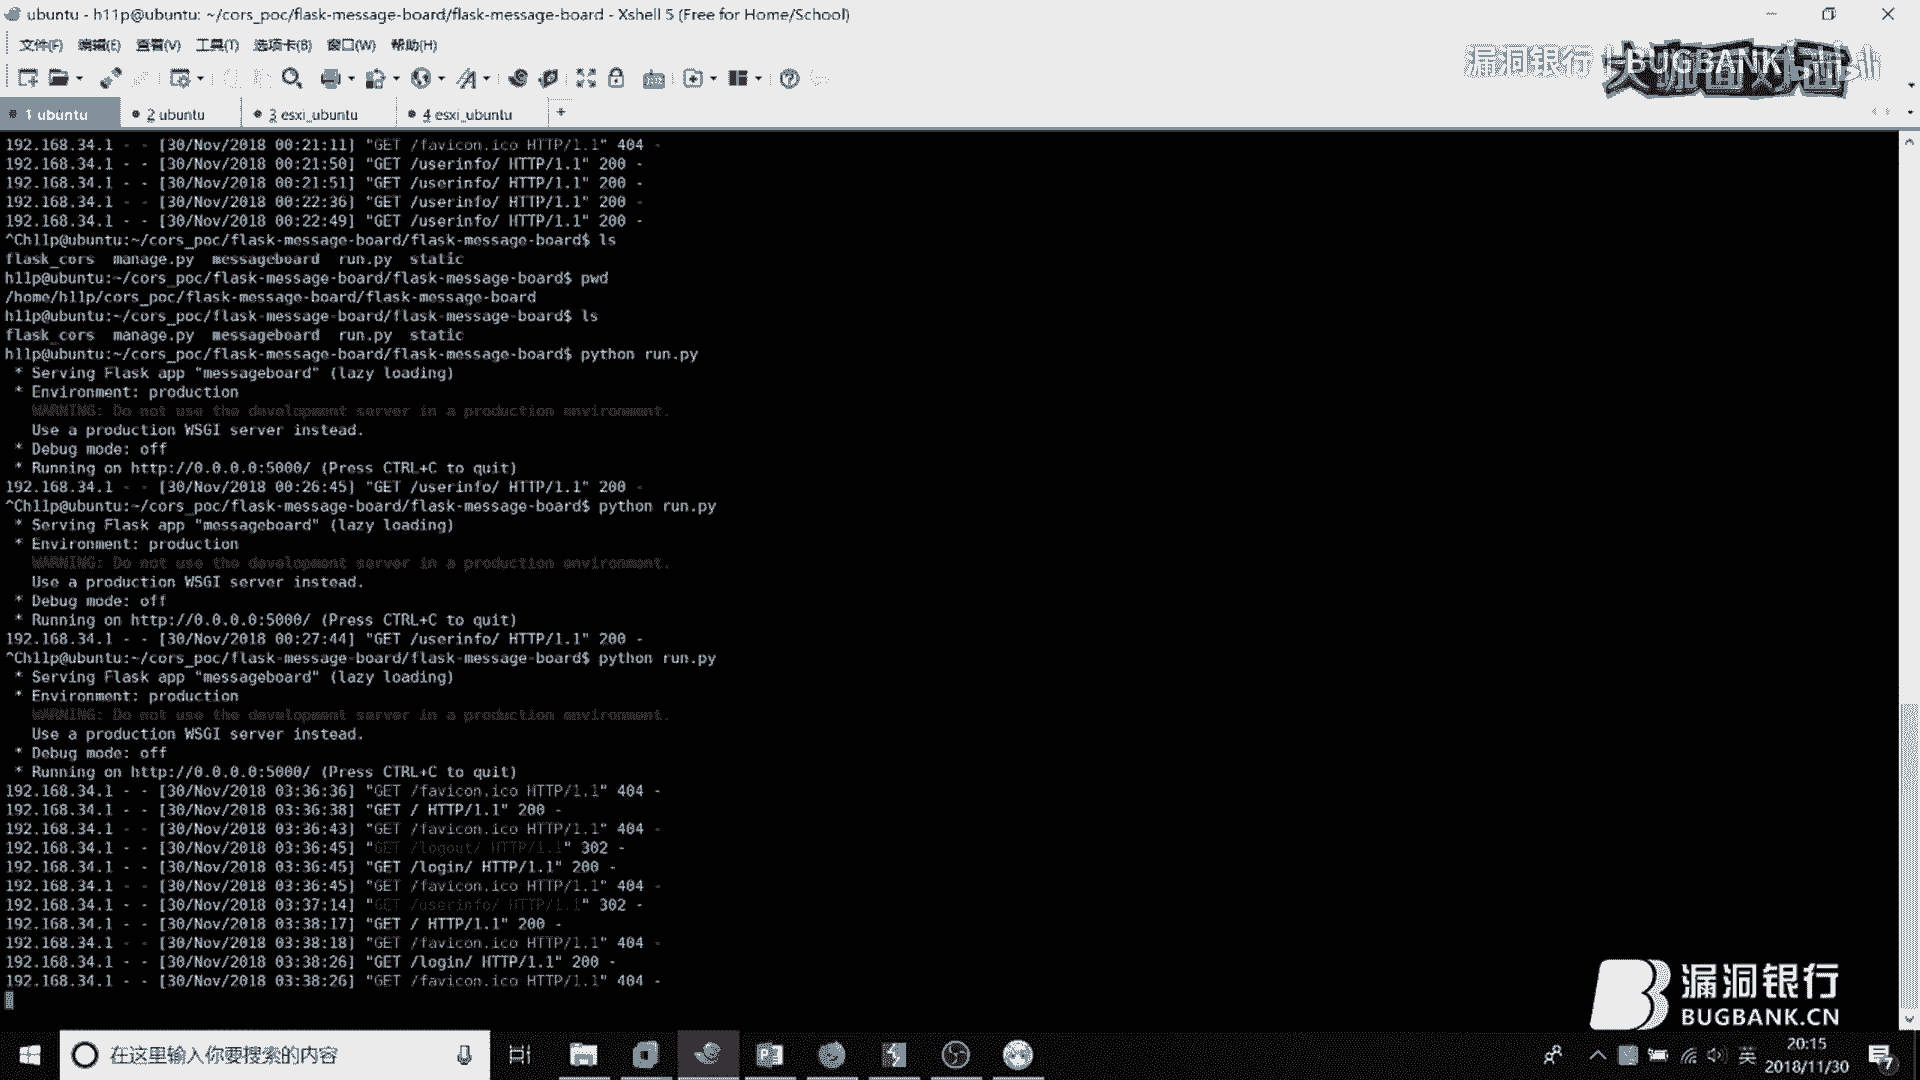 ubuntu - h11p@ubuntu: ~/cors_poc/flask-message-board/flask-message-board - Xshell 5 (Free for Home/School)
文件(F) 编辑(E) 查看(V) 工具(T) 选项卡(B) 窗口(W) 帮助(H)
漏洞银行 BUGBANK
1 ubuntu 2 ubuntu 3 esxi_ubuntu 4 esxi_ubuntu +
192.168.34.1 - - [30/Nov/2018 00:21:11] "GET /favicon.ico HTTP/1.1" 404 -
192.168.34.1 - - [30/Nov/2018 00:21:50] "GET /userinfo/ HTTP/1.1" 200 -
192.168.34.1 - - [30/Nov/2018 00:21:51] "GET /userinfo/ HTTP/1.1" 200 -
192.168.34.1 - - [30/Nov/2018 00:22:36] "GET /userinfo/ HTTP/1.1" 200 -
192.168.34.1 - - [30/Nov/2018 00:22:49] "GET /userinfo/ HTTP/1.1" 200 -
^Ch11p@ubuntu:~/cors_poc/flask-message-board/flask-message-board$ ls
flask_cors manage.py messageboard run.py static
h11p@ubuntu:~/cors_poc/flask-message-board/flask-message-board$ pwd
/home/h11p/cors_poc/flask-message-board/flask-message-board
h11p@ubuntu:~/cors_poc/flask-message-board/flask-message-board$ ls
flask_cors manage.py messageboard run.py static
h11p@ubuntu:~/cors_poc/flask-message-board/flask-message-board$ python run.py
* Serving Flask app "messageboard" (lazy loading)
* Environment: production
WARNING: Do not use the development server in a production environment.
Use a production WSGI server instead.
* Debug mode: off
* Running on http://0.0.0.0:5000/ (Press CTRL+C to quit)
192.168.34.1 - - [30/Nov/2018 00:26:45] "GET /userinfo/ HTTP/1.1" 200 -
^Ch11p@ubuntu:~/cors_poc/flask-message-board/flask-message-board$ python run.py
* Serving Flask app "messageboard" (lazy loading)
* Environment: production
WARNING: Do not use the development server in a production environment.
Use a production WSGI server instead.
* Debug mode: off
* Running on http://0.0.0.0:5000/ (Press CTRL+C to quit)
192.168.34.1 - - [30/Nov/2018 00:27:44] "GET /userinfo/ HTTP/1.1" 200 -
^Ch11p@ubuntu:~/cors_poc/flask-message-board/flask-message-board$ python run.py
* Serving Flask app "messageboard" (lazy loading)
* Environment: production
WARNING: Do not use the development server in a production environment.
Use a production WSGI server instead.
* Debug mode: off
* Running on http://0.0.0.0:5000/ (Press CTRL+C to quit)
192.168.34.1 - - [30/Nov/2018 03:36:36] "GET /favicon.ico HTTP/1.1" 404 -
192.168.34.1 - - [30/Nov/2018 03:36:38] "GET / HTTP/1.1" 200 -
192.168.34.1 - - [30/Nov/2018 03:36:43] "GET /favicon.ico HTTP/1.1" 404 -
192.168.34.1 - - [30/Nov/2018 03:36:45] "GET /logout/ HTTP/1.1" 302 -
192.168.34.1 - - [30/Nov/2018 03:36:45] "GET /login/ HTTP/1.1" 200 -
192.168.34.1 - - [30/Nov/2018 03:36:45] "GET /favicon.ico HTTP/1.1" 404 -
192.168.34.1 - - [30/Nov/2018 03:37:14] "GET /userinfo/ HTTP/1.1" 302 -
192.168.34.1 - - [30/Nov/2018 03:38:17] "GET / HTTP/1.1" 200 -
192.168.34.1 - - [30/Nov/2018 03:38:18] "GET /favicon.ico HTTP/1.1" 404 -
192.168.34.1 - - [30/Nov/2018 03:38:26] "GET /login/ HTTP/1.1" 200 -
192.168.34.1 - - [30/Nov/2018 03:38:26] "GET /favicon.ico HTTP/1.1" 404 -
漏洞银行
BUGBANK.CN
在这里输入你要搜索的内容
英
20:15
2018/11/30
7